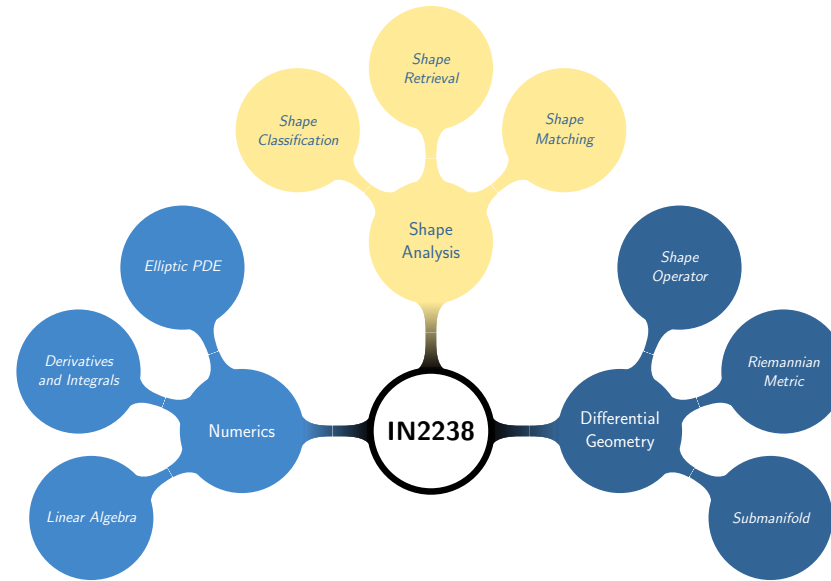 Shape
Retrieval
Shape
Classification
Shape
Matching
Shape
Analysis
Elliptic PDE
Shape
Operator
Derivatives
and Integrals
Riemannian
Metric
Numerics
IN2238
Differential
Geometry
Linear Algebra
Submanifold